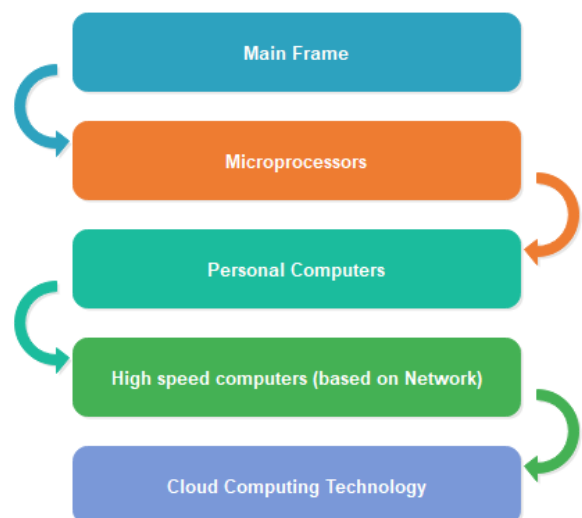 Main Frame
Microprocessors
Personal Computers
High speed computers (based on Network)
Cloud Computing Technology